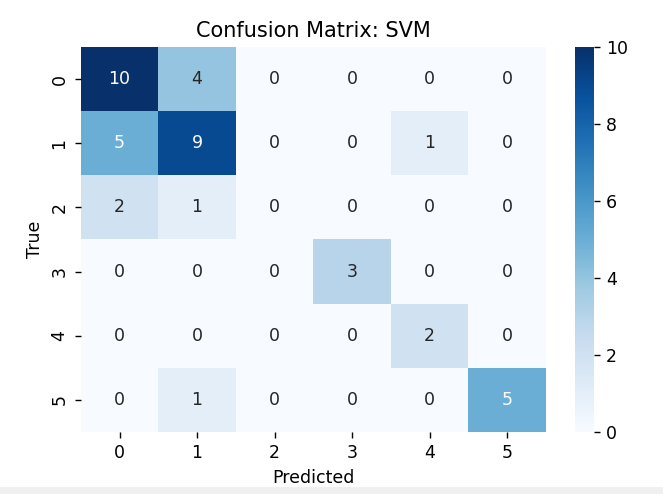 Confusion Matrix: SVM
0 10 4 0 0 0 0
1 5 9 0 0 1 0
2 2 1 0 0 0 0
3 0 0 0 3 0 0
4 0 0 0 0 2 0
5 0 1 0 0 0 5
0 1 2 3 4 5
True
Predicted
10
8
6
4
2
0